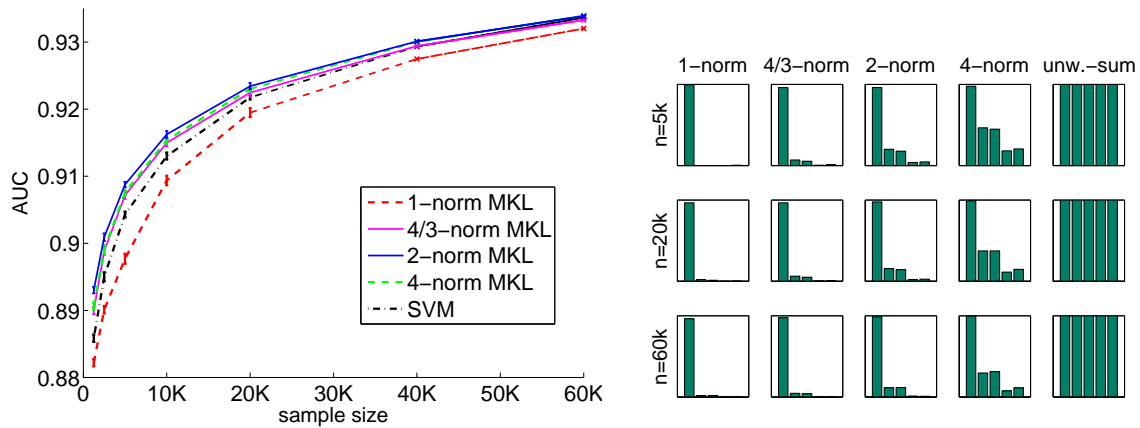 0.93
0.92
0.91
0.9
0.89
0.88
AUC
0
10K
20K
30K
40K
50K
60K
sample size
1−norm MKL
4/3−norm MKL
2−norm MKL
4−norm MKL
SVM
1−norm
4/3−norm
2−norm
4−norm
unw.−sum
n=5k
n=20k
n=60k